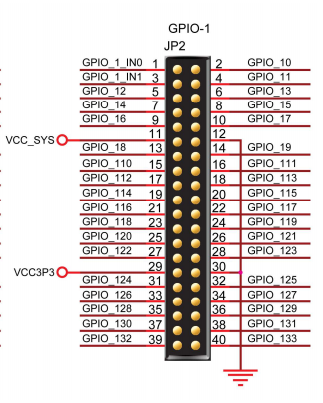 GPIO-1
JP2
GPIO_1_IN0 1 2 GPIO_10
GPIO_1_IN1 3 4 GPIO_11
GPIO_12 5 6 GPIO_13
GPIO_14 7 8 GPIO_15
GPIO_16 9 10 GPIO_17
VCC_SYS 11 12
GPIO_18 13 14 GPIO_19
GPIO_110 15 16 GPIO_111
GPIO_112 17 18 GPIO_113
GPIO_114 19 20 GPIO_115
GPIO_116 21 22 GPIO_117
GPIO_118 23 24 GPIO_119
GPIO_120 25 26 GPIO_121
GPIO_122 27 28 GPIO_123
VCC3P3 29 30
GPIO_124 31 32 GPIO_125
GPIO_126 33 34 GPIO_127
GPIO_128 35 36 GPIO_129
GPIO_130 37 38 GPIO_131
GPIO_132 39 40 GPIO_133